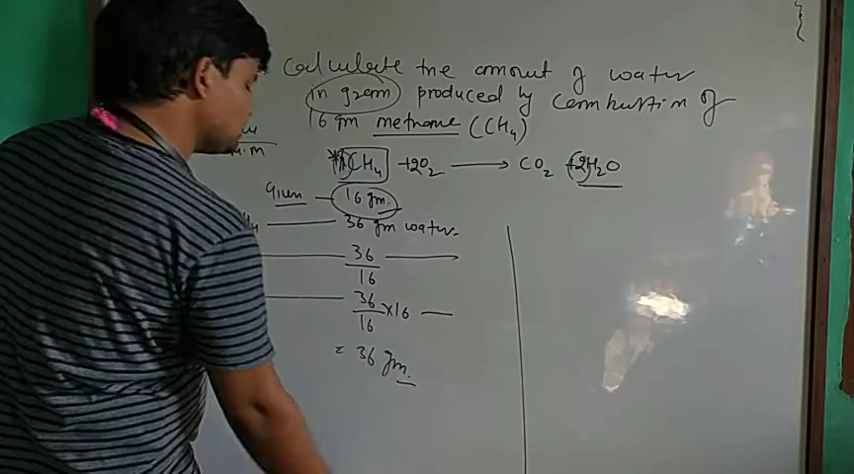 Calculate the amount of water
in gram produced by combustion of
16 gm methane (CH₄)
M.M
CH₄ + 2O₂ → CO₂ + 2H₂O
given — 16 gm.
— 36 gm water.
— 36/16 —
— 36/16 × 16 —
= 36 gm.